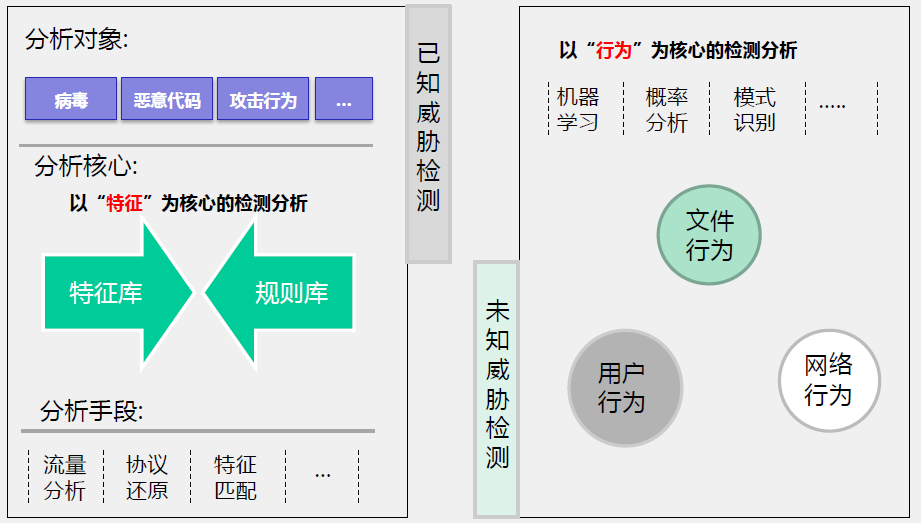 分析对象:
病毒
恶意代码
攻击行为
...
分析核心:
以“特征”为核心的检测分析
特征库
规则库
分析手段:
流量
分析
协议
还原
特征
匹配
...
已知威胁检测
未知威胁检测
以“行为”为核心的检测分析
机器
学习
概率
分析
模式
识别
.....
文件
行为
用户
行为
网络
行为